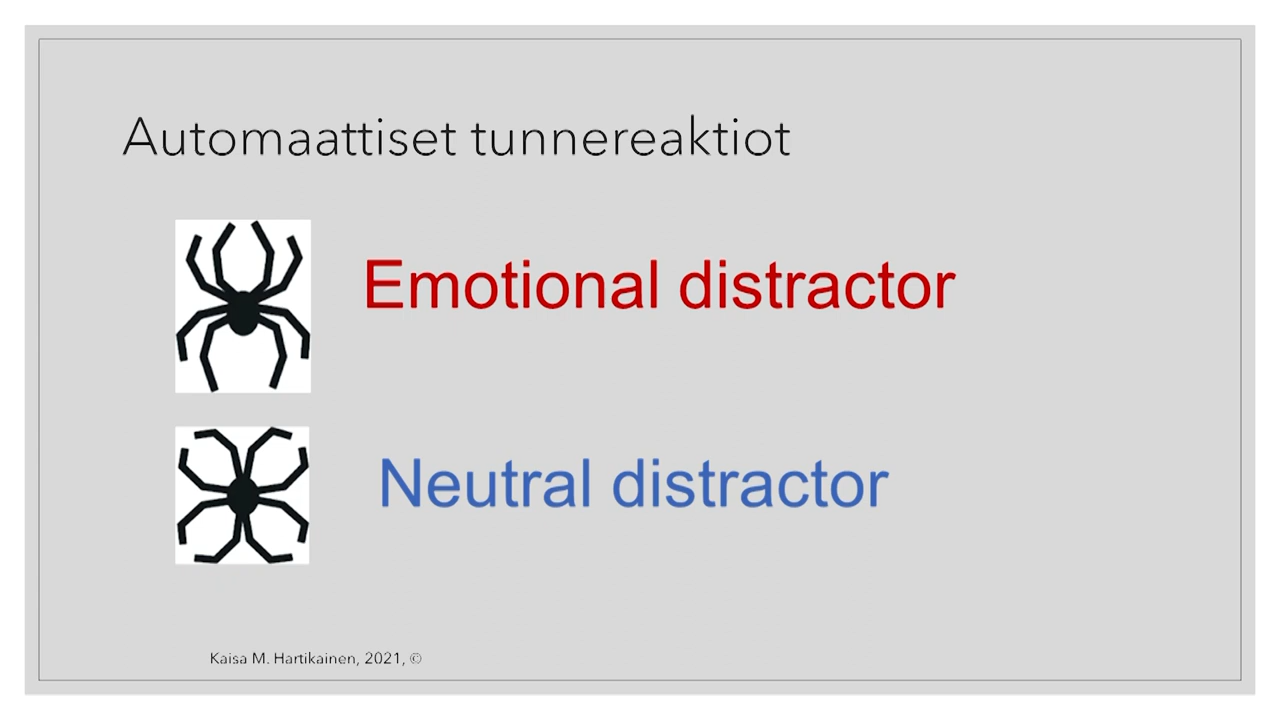 Automaattiset tunnereaktiot
Emotional distractor
Neutral distractor
Kaisa M. Hartikainen, 2021, ©